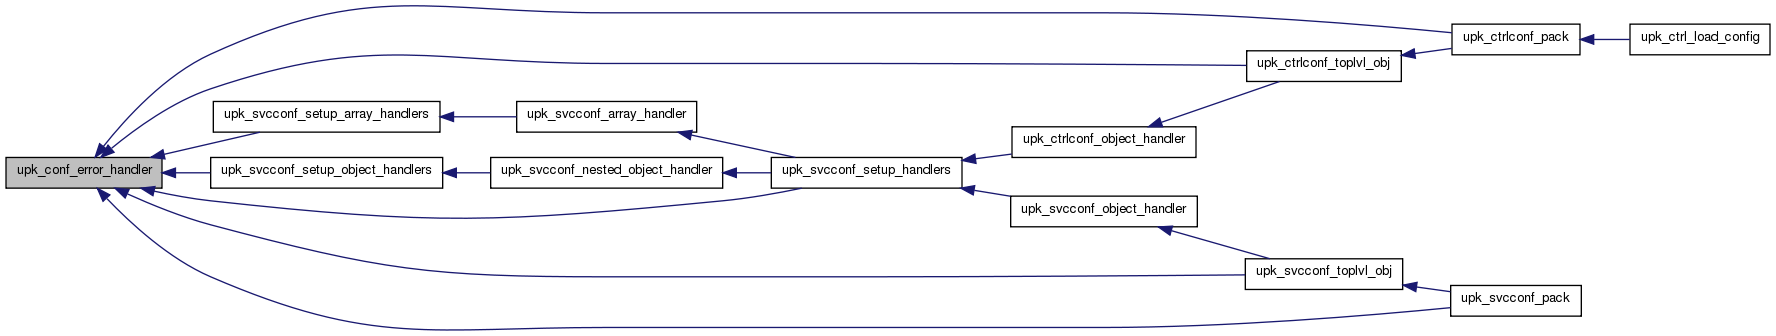 upk_ctrlconf_pack
upk_ctrl_load_config
upk_ctrlconf_toplvl_obj
upk_svcconf_setup_array_handlers
upk_svcconf_array_handler
upk_ctrlconf_object_handler
upk_conf_error_handler
upk_svcconf_setup_object_handlers
upk_svcconf_nested_object_handler
upk_svcconf_setup_handlers
upk_svcconf_object_handler
upk_svcconf_toplvl_obj
upk_svcconf_pack